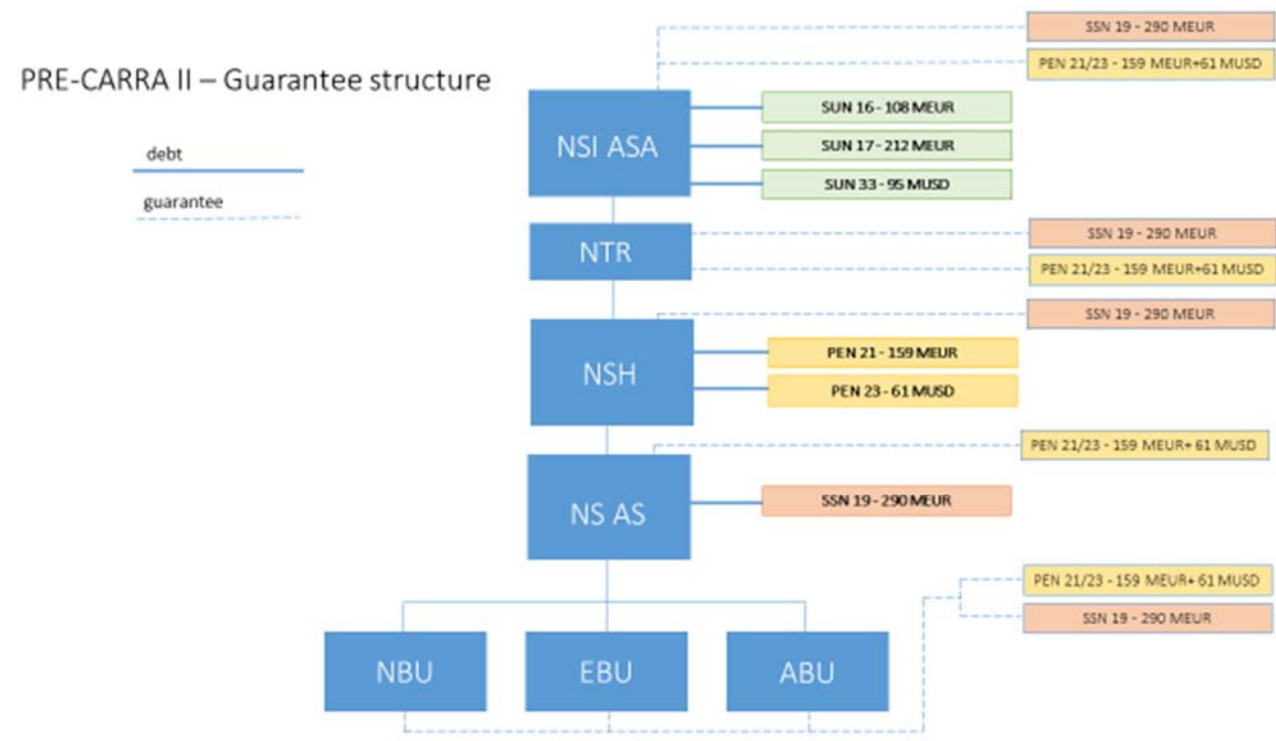 SSN 19 - 290 MEUR
PRE-CARRA II – Guarantee structure
PEN 21/23 - 159 MEUR+61 MUSD
debt
guarantee
NSI ASA
SUN 16 - 108 MEUR
SUN 17 - 212 MEUR
SUN 33 - 95 MUSD
NTR
SSN 19 - 290 MEUR
PEN 21/23 - 159 MEUR+61 MUSD
SSN 19 - 290 MEUR
NSH
PEN 21 - 159 MEUR
PEN 23 - 61 MUSD
PEN 21/23 - 159 MEUR+ 61 MUSD
NS AS
SSN 19 - 290 MEUR
PEN 21/23 - 159 MEUR+ 61 MUSD
SSN 19 - 290 MEUR
NBU
EBU
ABU